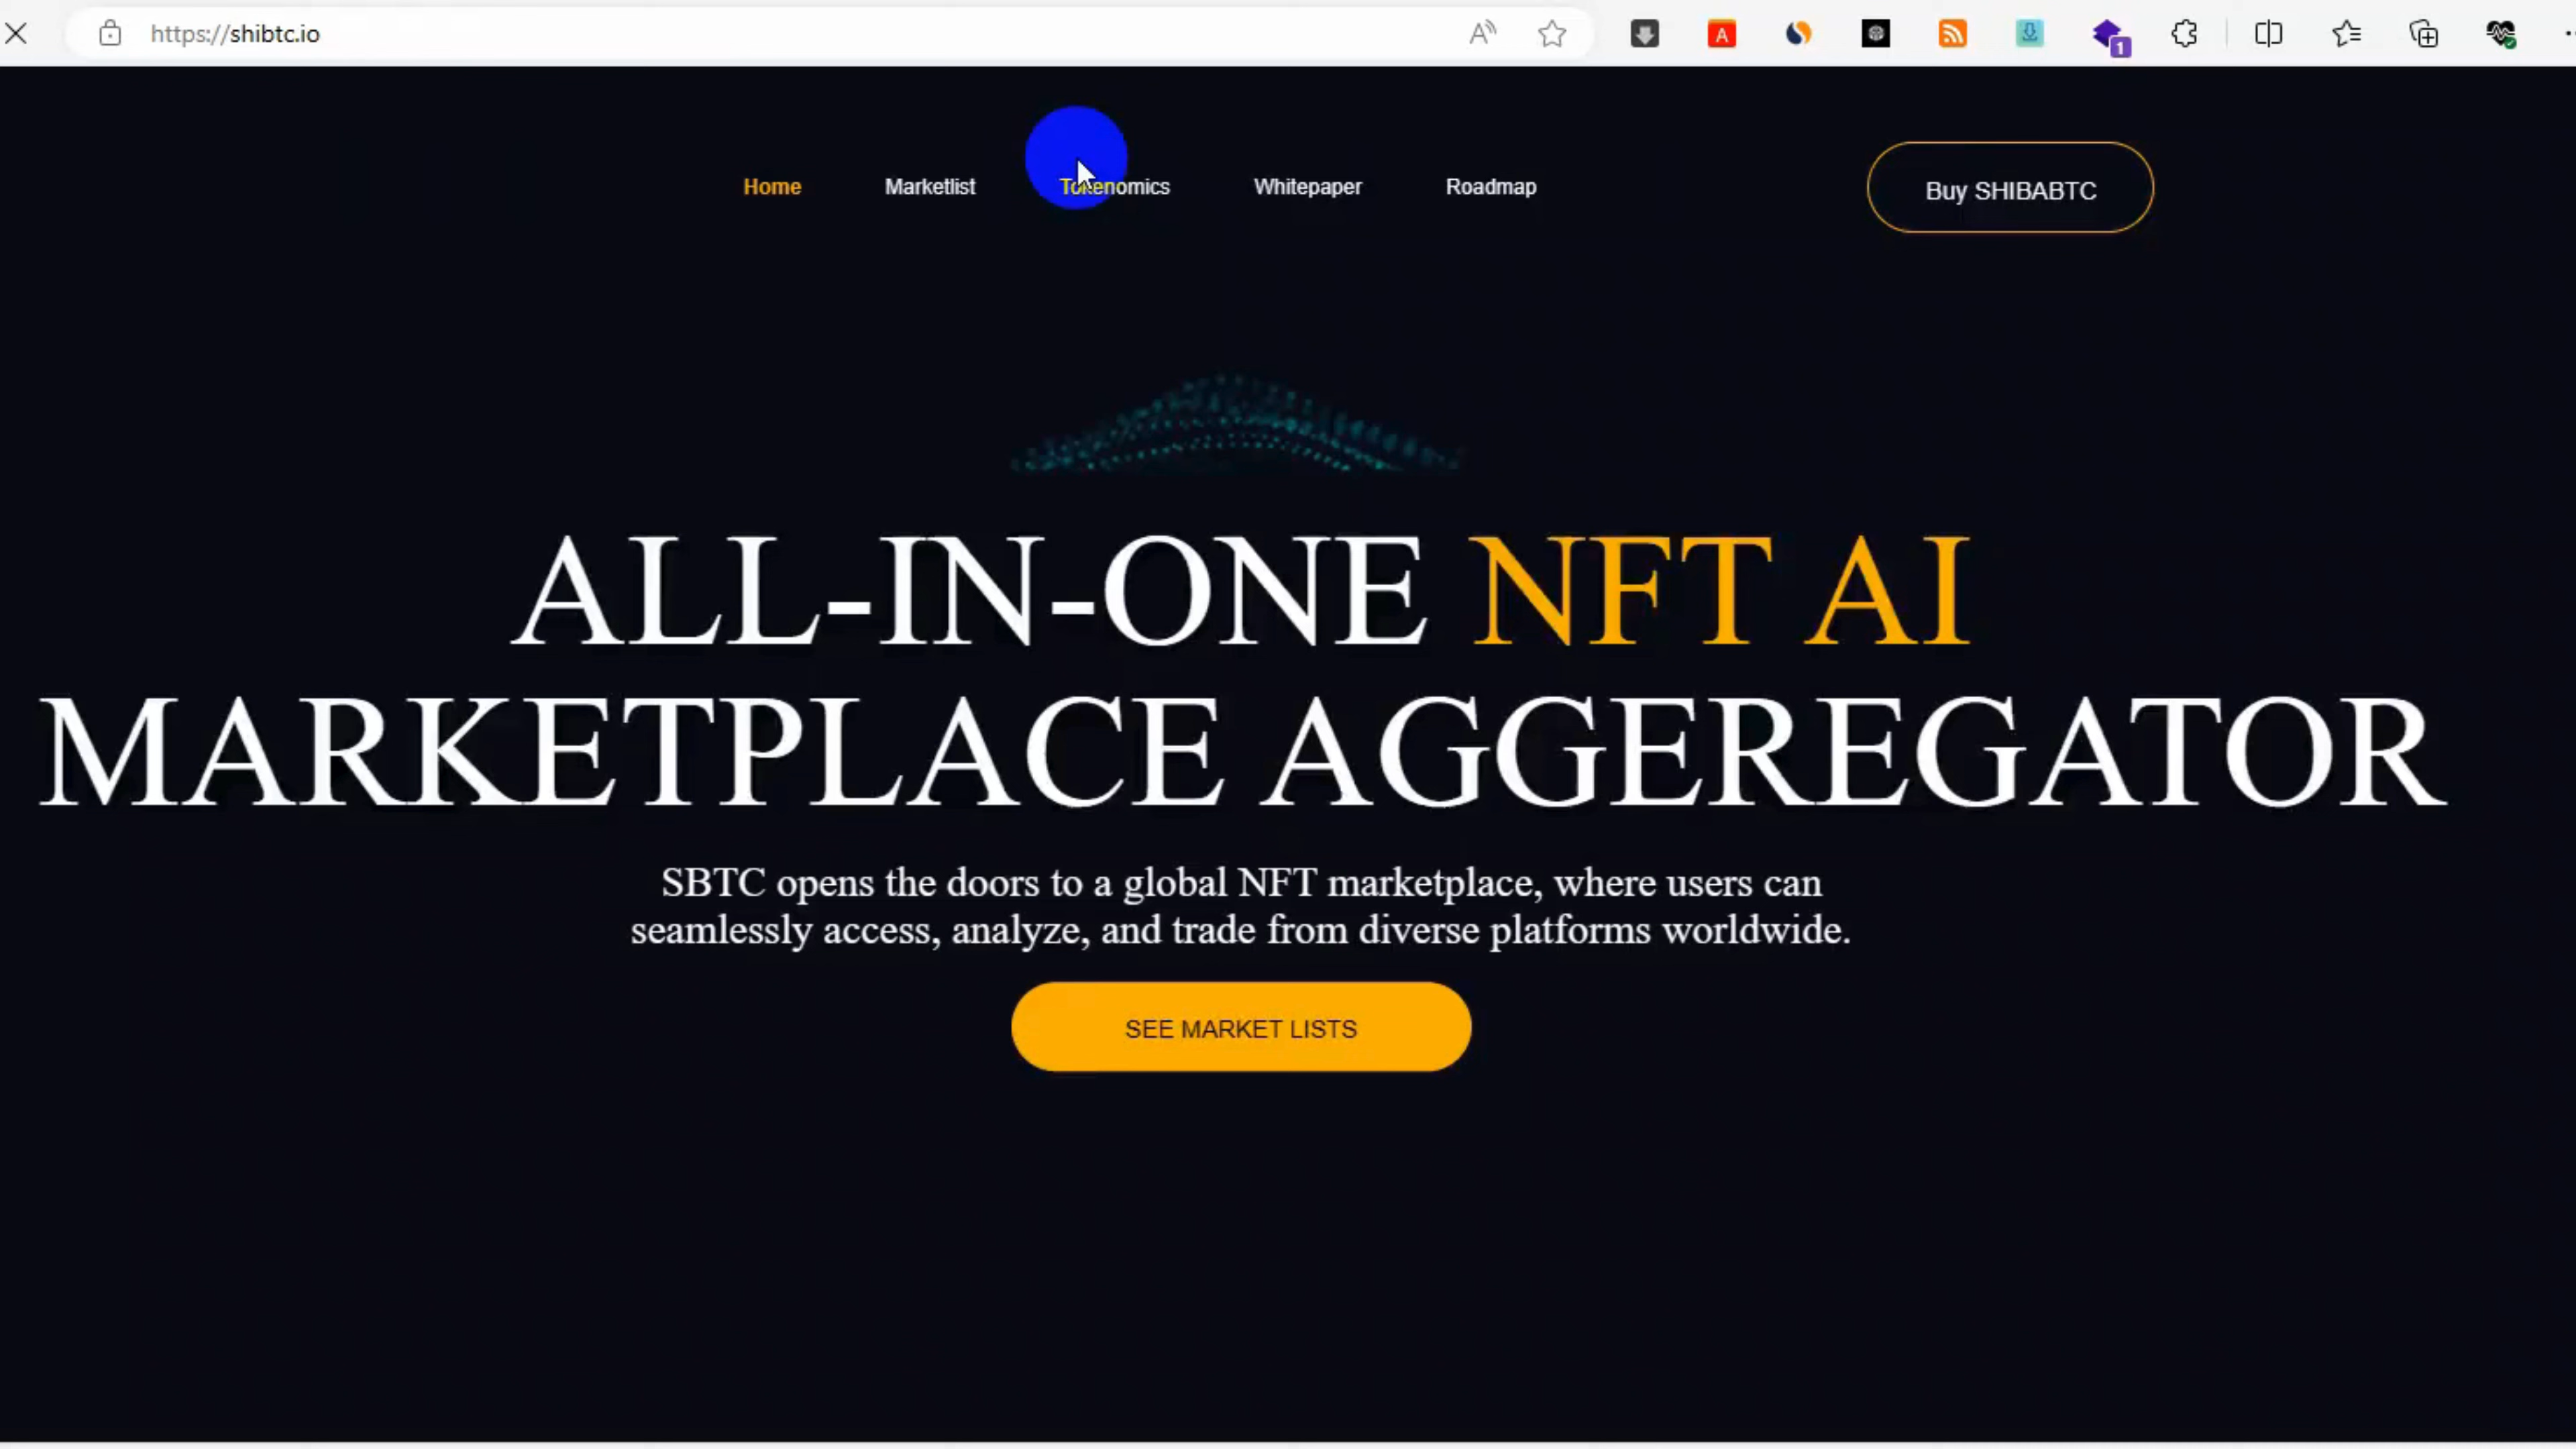 https://shibtc.io
A
1
Home Marketlist Tokenomics Whitepaper Roadmap Buy SHIBABTC
ALL-IN-ONE NFT AI
MARKETPLACE AGGEREGATOR
SBTC opens the doors to a global NFT marketplace, where users can
seamlessly access, analyze, and trade from diverse platforms worldwide.
SEE MARKET LISTS